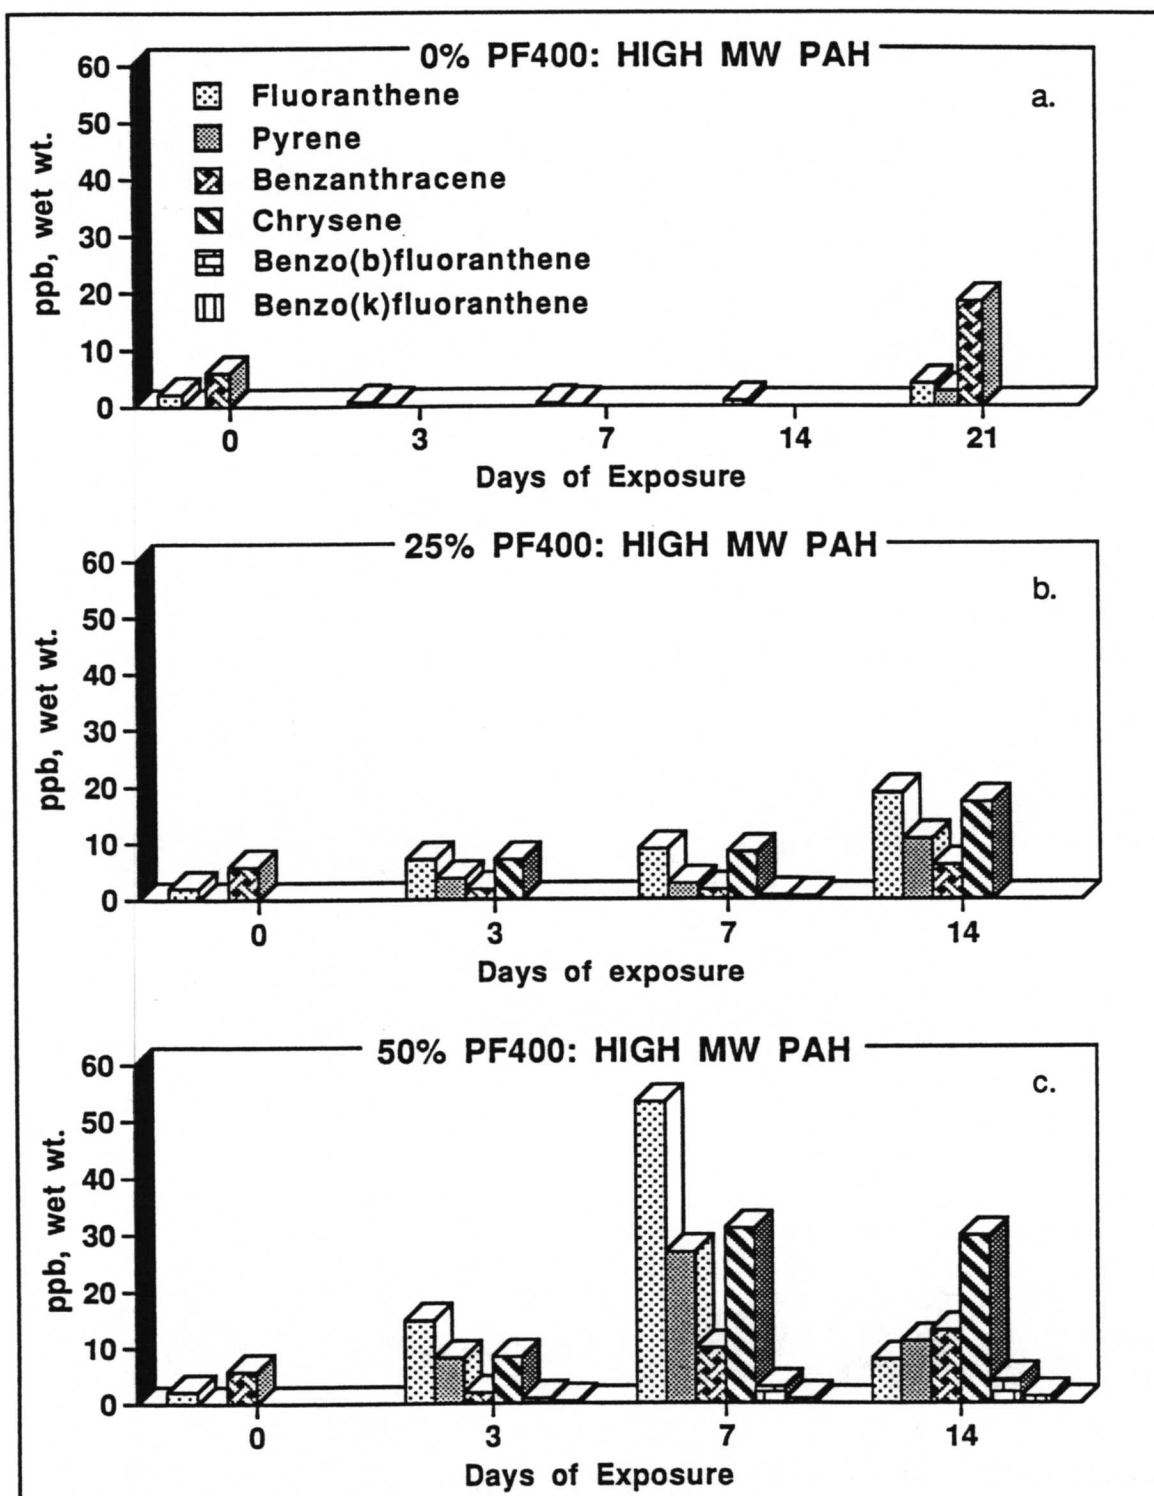 0% PF400: HIGH MW PAH
a.
60
50
40
30
20
10
0
ppb, wet wt.
Fluoranthene
Pyrene
Benzanthracene
Chrysene
Benzo(b)fluoranthene
Benzo(k)fluoranthene
0 3 7 14 21
Days of Exposure
25% PF400: HIGH MW PAH
b.
60
50
40
30
20
10
0
ppb, wet wt.
0 3 7 14
Days of exposure
50% PF400: HIGH MW PAH
c.
60
50
40
30
20
10
0
ppb, wet wt.
0 3 7 14
Days of Exposure